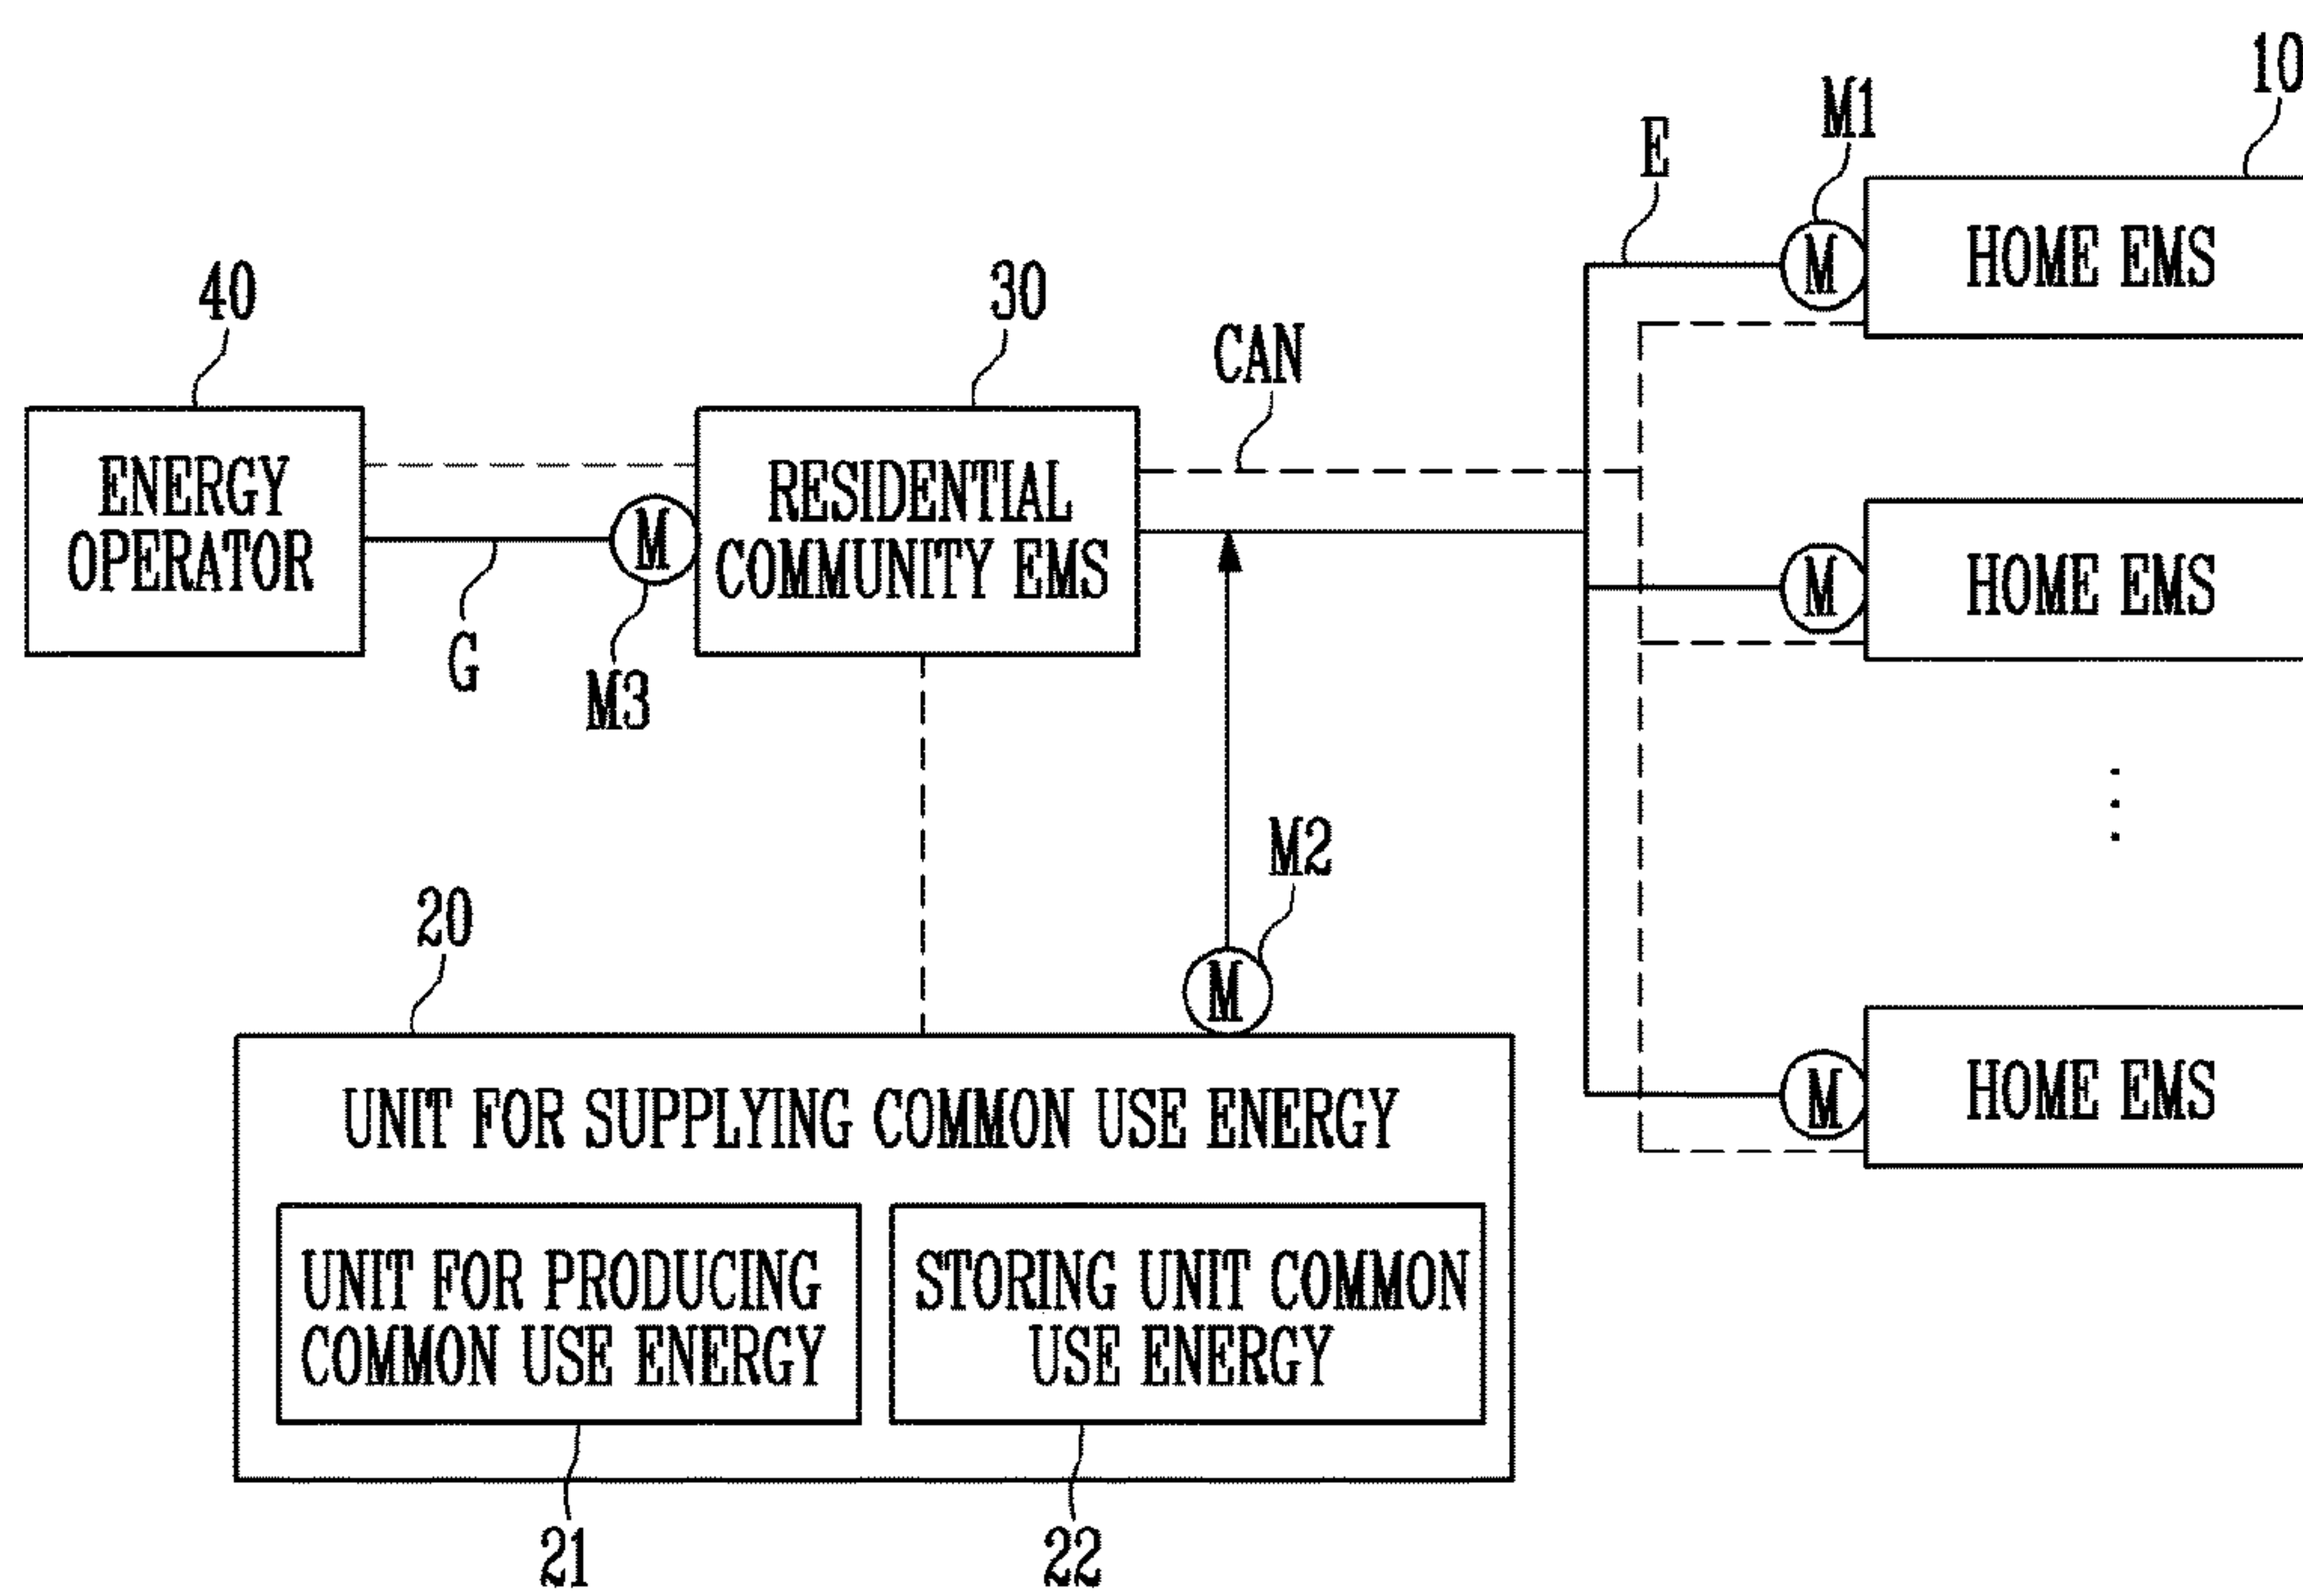 10
M1
E
M
HOME EMS
40
30
CAN
ENERGY
OPERATOR
M
RESIDENTIAL
COMMUNITY EMS
M
HOME EMS
G
M3
M2
20
M
M
HOME EMS
UNIT FOR SUPPLYING COMMON USE ENERGY
UNIT FOR PRODUCING
COMMON USE ENERGY
STORING UNIT COMMON
USE ENERGY
21
22